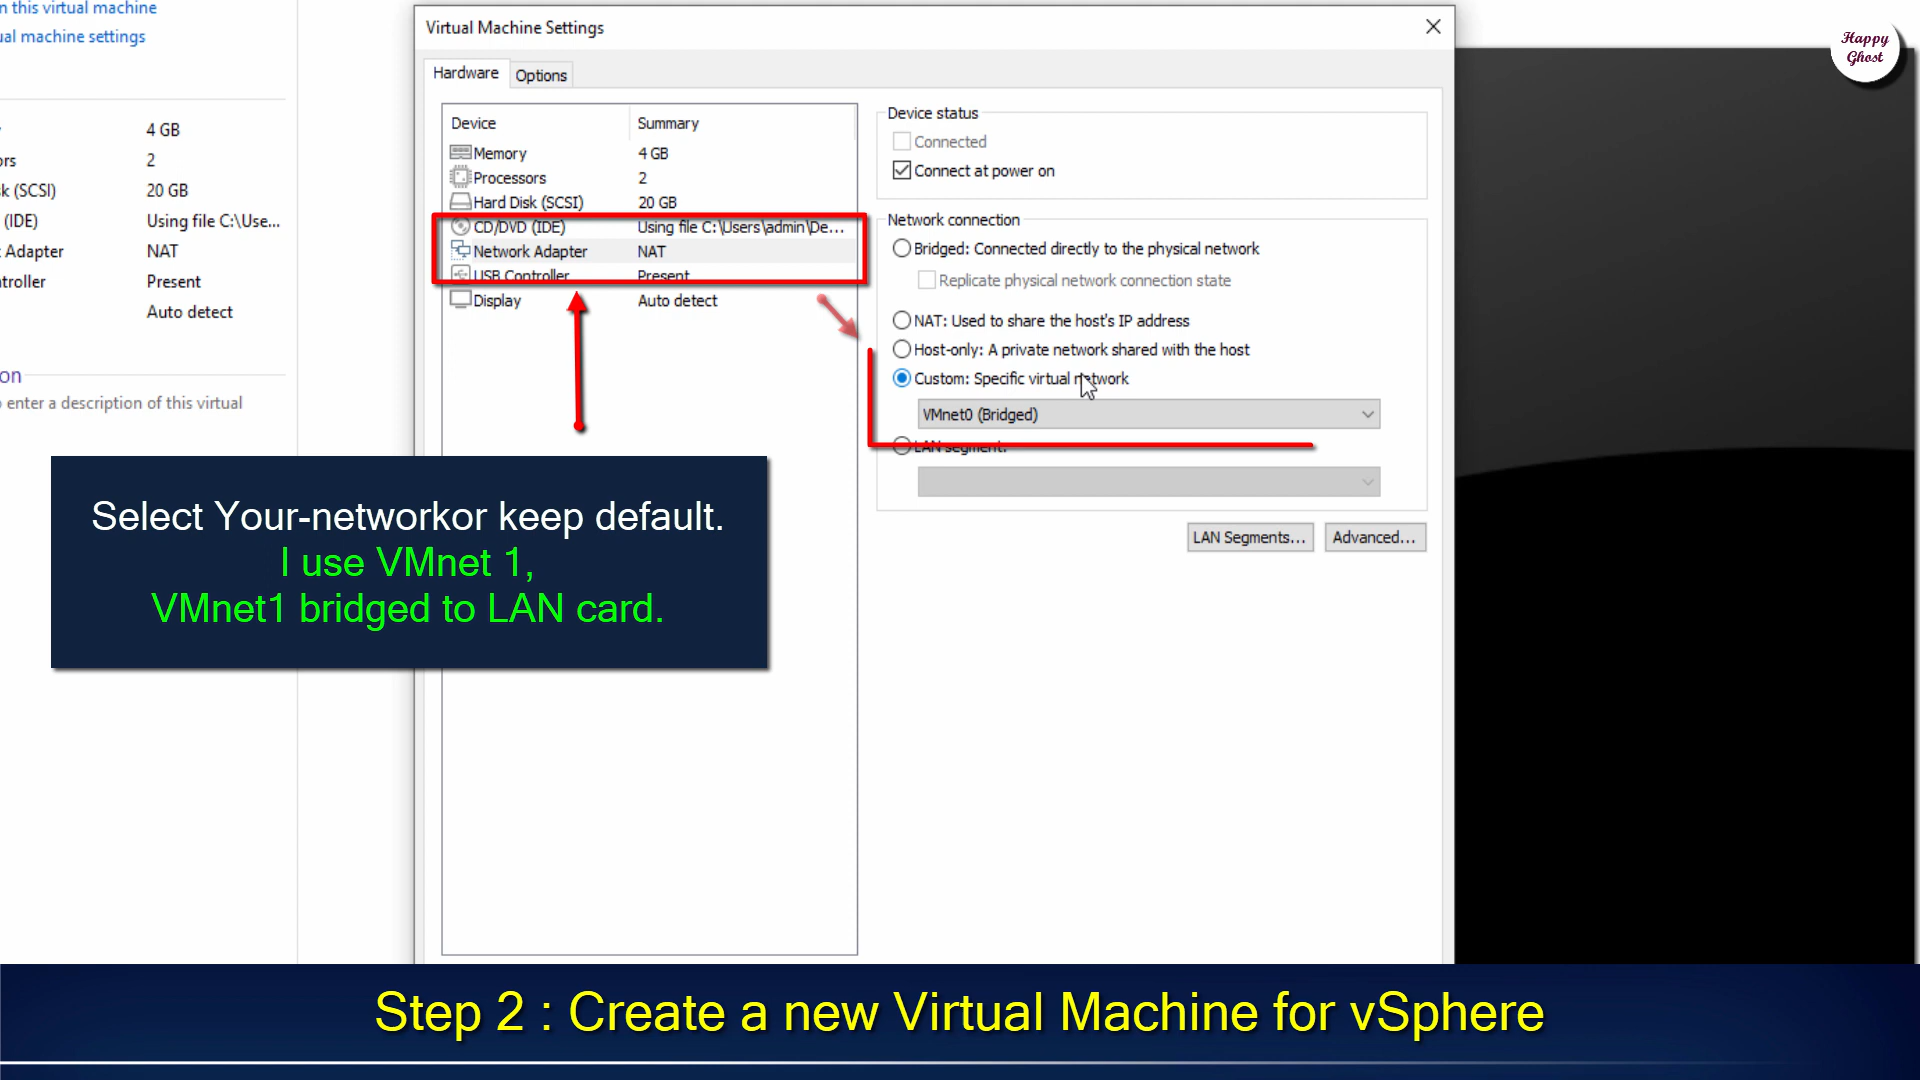 n this virtual machine
ual machine settings
4 GB
ors 2
k (SCSI) 20 GB
(IDE) Using file C:\Use...
Adapter NAT
troller Present
Auto detect
on
enter a description of this virtual
Virtual Machine Settings
Hardware Options
Device Summary
Memory 4 GB
Processors 2
Hard Disk (SCSI) 20 GB
CD/DVD (IDE) Using file C:\Users\admin\De...
Network Adapter NAT
USB Controller Present
Display Auto detect
Device status
Connected
Connect at power on
Network connection
Bridged: Connected directly to the physical network
Replicate physical network connection state
NAT: Used to share the host's IP address
Host-only: A private network shared with the host
Custom: Specific virtual network
VMnet0 (Bridged)
LAN segment:
LAN Segments... Advanced...
Happy
Ghost
Select Your-networkor keep default.
I use VMnet 1,
VMnet1 bridged to LAN card.
Step 2 : Create a new Virtual Machine for vSphere